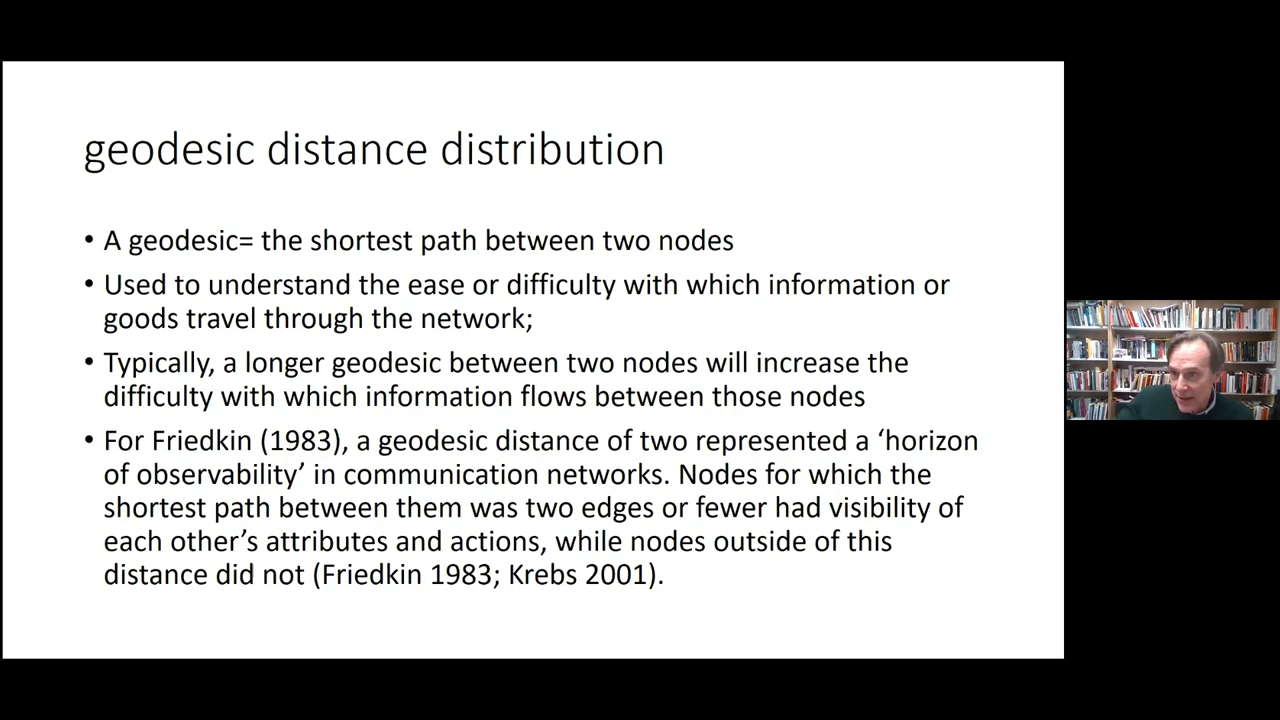 geodesic distance distribution
• A geodesic= the shortest path between two nodes
• Used to understand the ease or difficulty with which information or
goods travel through the network;
• Typically, a longer geodesic between two nodes will increase the
difficulty with which information flows between those nodes
• For Friedkin (1983), a geodesic distance of two represented a ‘horizon
of observability’ in communication networks. Nodes for which the
shortest path between them was two edges or fewer had visibility of
each other’s attributes and actions, while nodes outside of this
distance did not (Friedkin 1983; Krebs 2001).